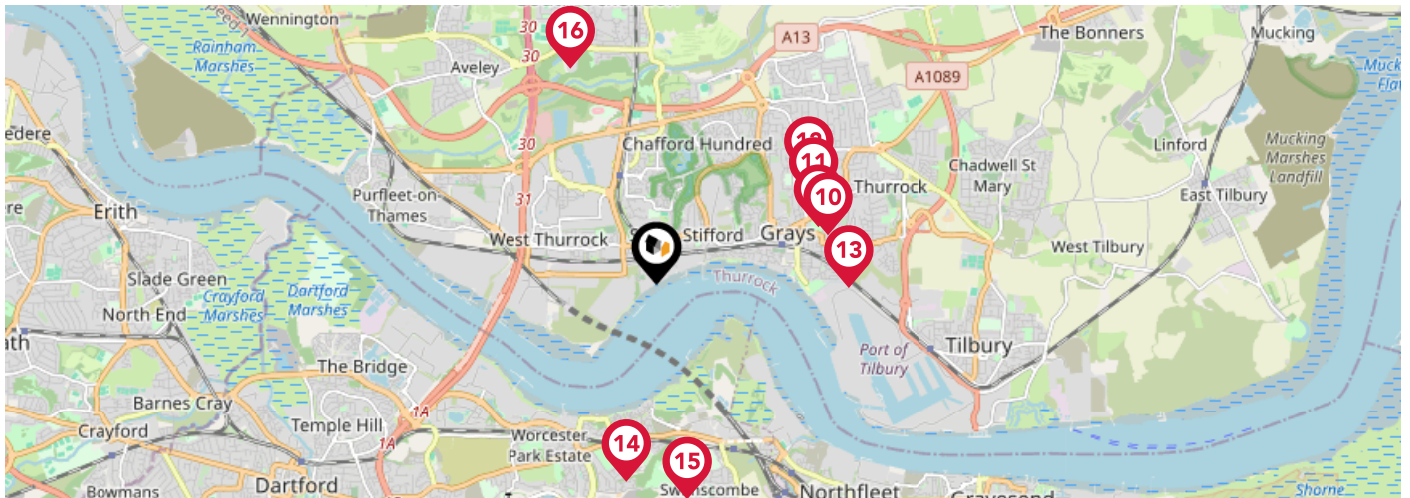 Wennington
30
16
A13
The Bonners
Mucking
Rainham
Marshes
Aveley
30
A1089
30
Chafford Hundred
11
Linford
Mucking
Marshes
Landfill
Chadwell St
Mary
Purfleet-on-
Thames
31
10
Thurrock
East Tilbury
Erith
West Thurrock
Stifford
Grays
13
West Tilbury
Slade Green
Crayford
Marshes
Dartford
Marshes
Thurrock
North End
Port of
Tilbury
Tilbury
The Bridge
Barnes Cray
1A
Crayford
Temple Hill
1A
Worcester
Park Estate
14
15
Dartford
Bowmans
Northfleet
Shorne